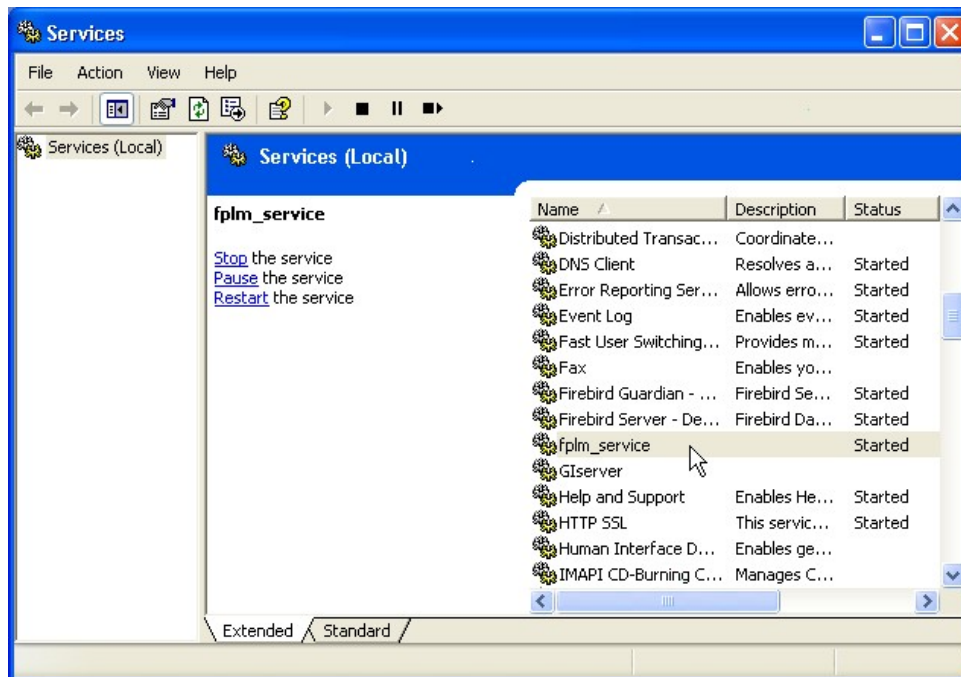 Services
File Action View Help
Services (Local)
Services (Local)
fplm_service
Stop the service
Pause the service
Restart the service
Name Description Status
Distributed Transac... Coordinate...
DNS Client Resolves a... Started
Error Reporting Ser... Allows erro... Started
Event Log Enables ev... Started
Fast User Switching... Provides m... Started
Fax Enables yo...
Firebird Guardian - ... Firebird Se... Started
Firebird Server - De... Firebird Da... Started
fplm_service Started
GIserver
Help and Support Enables He... Started
HTTP SSL This servic... Started
Human Interface D... Enables ge...
IMAPI CD-Burning C... Manages C...
Extended Standard